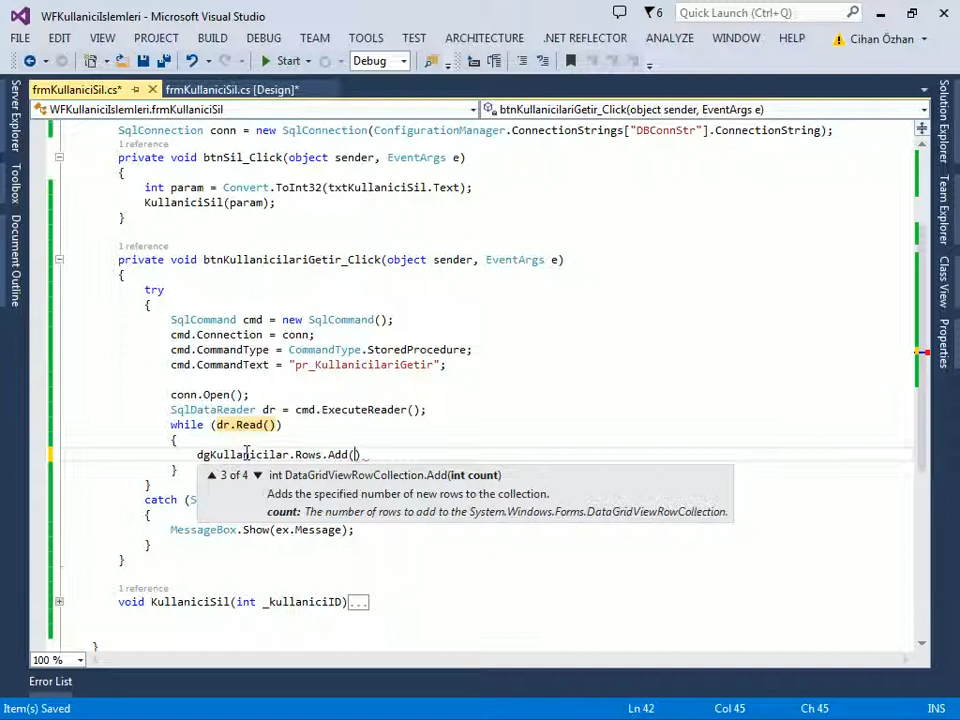 WFKullaniciIslemleri - Microsoft Visual Studio
6
Quick Launch (Ctrl+Q)
FILE EDIT VIEW PROJECT BUILD DEBUG TEAM TOOLS TEST ARCHITECTURE .NET REFLECTOR ANALYZE WINDOW HELP Cihan Özhan
Start Debug
frmKullaniciSil.cs* frmKullaniciSil.cs [Design]*
WFKullaniciIslemleri.frmKullaniciSil btnKullanicilariGetir_Click(object sender, EventArgs e)
Server Explorer
Toolbox
Document Outline
Solution Explorer
Team Explorer
Class View
Properties
SqlConnection conn = new SqlConnection(ConfigurationManager.ConnectionStrings["DBConnStr"].ConnectionString);
1 reference
private void btnSil_Click(object sender, EventArgs e)
{
int param = Convert.ToInt32(txtKullaniciSil.Text);
KullaniciSil(param);
}
1 reference
private void btnKullanicilariGetir_Click(object sender, EventArgs e)
{
try
{
SqlCommand cmd = new SqlCommand();
cmd.Connection = conn;
cmd.CommandType = CommandType.StoredProcedure;
cmd.CommandText = "pr_KullanicilariGetir";
conn.Open();
SqlDataReader dr = cmd.ExecuteReader();
while (dr.Read())
{
dgKullanicilar.Rows.Add()
}
3 of 4 int DataGridViewRowCollection.Add(int count)
Adds the specified number of new rows to the collection.
count: The number of rows to add to the System.Windows.Forms.DataGridViewRowCollection.
}
catch (S
{
MessageBox.Show(ex.Message);
}
}
1 reference
void KullaniciSil(int _kullaniciID)...
}
100 %
Error List
Item(s) Saved Ln 42 Col 45 Ch 45 INS